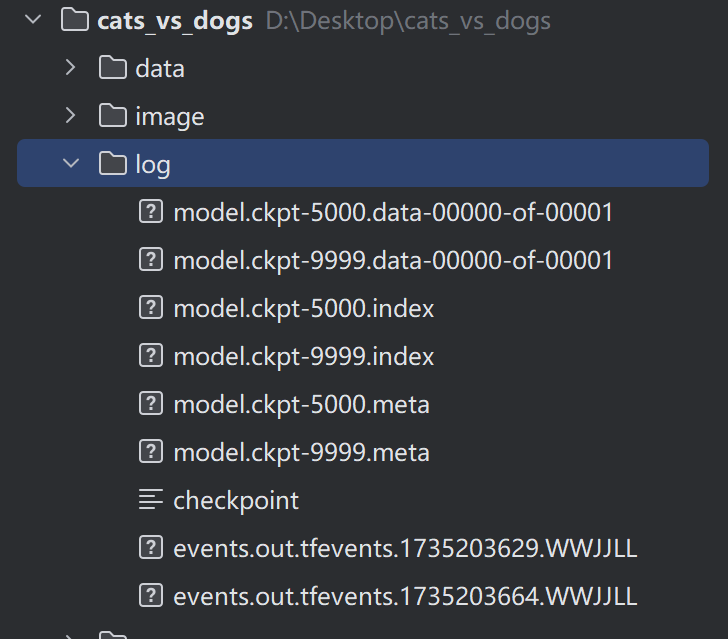 cats_vs_dogs D:\Desktop\cats_vs_dogs
data
image
log
model.ckpt-5000.data-00000-of-00001
model.ckpt-9999.data-00000-of-00001
model.ckpt-5000.index
model.ckpt-9999.index
model.ckpt-5000.meta
model.ckpt-9999.meta
checkpoint
events.out.tfevents.1735203629.WWJJLL
events.out.tfevents.1735203664.WWJJLL